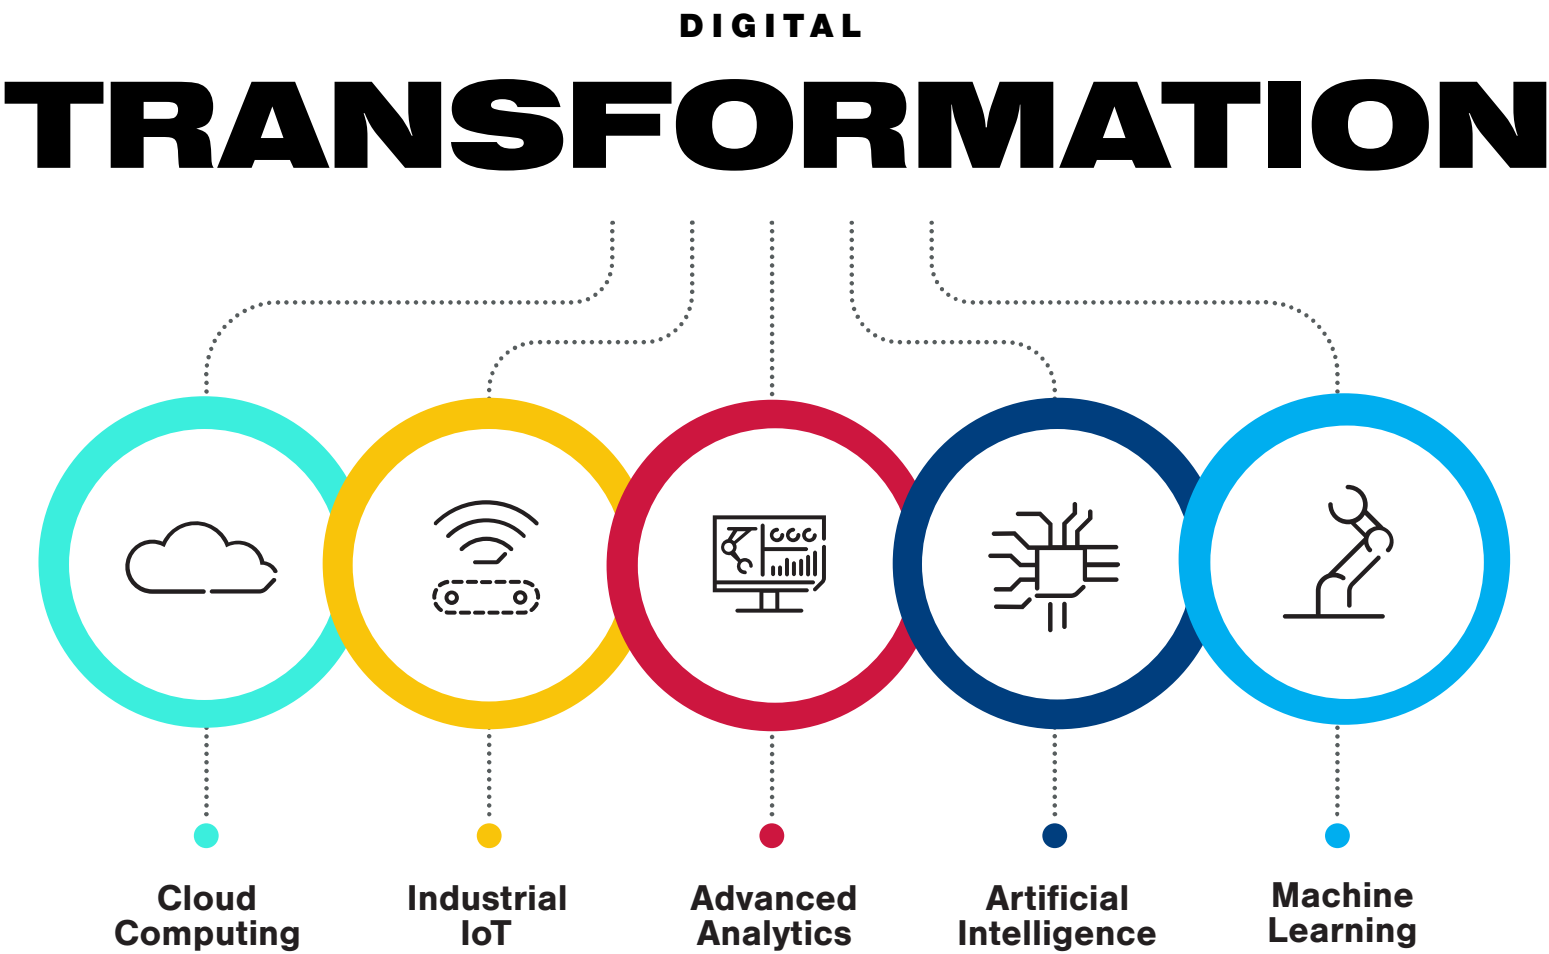 DIGITAL
TRANSFORMATION
Cloud
Computing
Industrial
IoT
Advanced
Analytics
Artificial
Intelligence
Machine
Learning